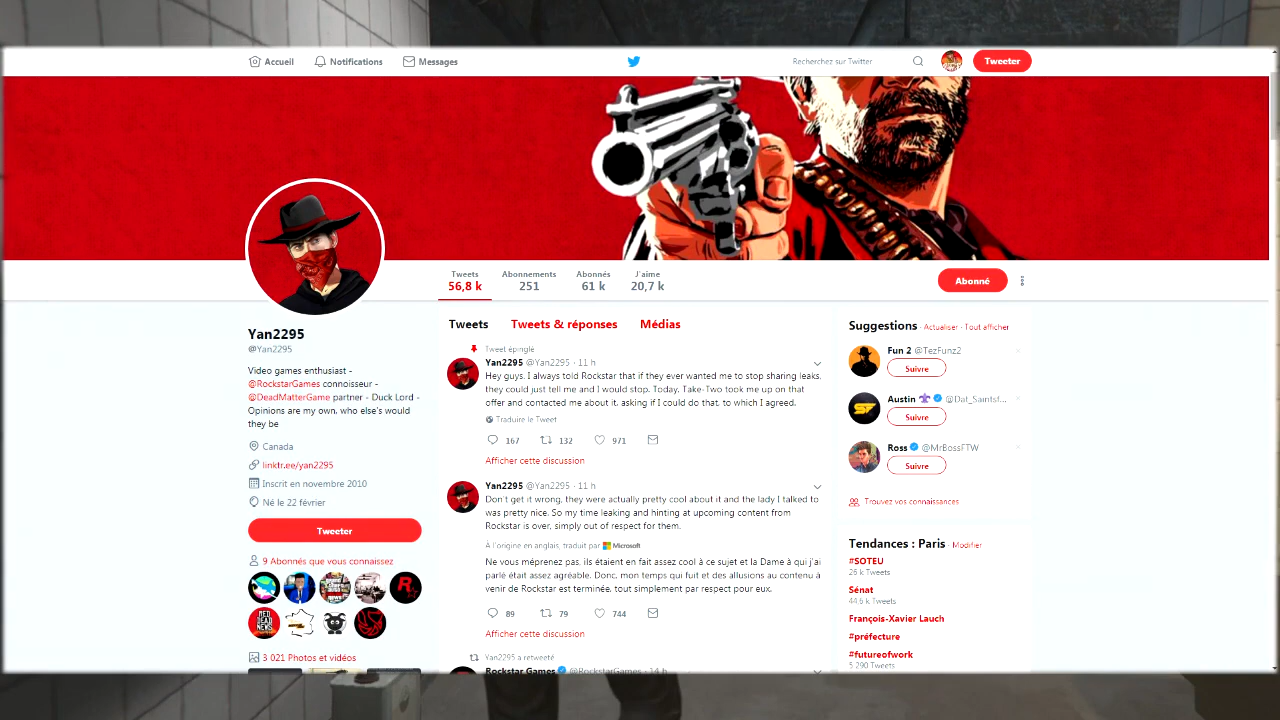 Accueil Notifications Messages Recherchez sur Twitter Tweeter
Tweets Abonnements Abonnés J'aime
56,8 k 251 61 k 20,7 k Abonné
Yan2295
@Yan2295
Video games enthusiast -
@RockstarGames connoisseur -
@DeadMatterGame partner - Duck Lord -
Opinions are my own, who else's would
they be
Canada
linktr.ee/yan2295
Inscrit en novembre 2010
Né le 22 février
Tweeter
9 Abonnés que vous connaissez
3 021 Photos et vidéos
Tweets Tweets & réponses Médias
Tweet épinglé
Yan2295 @Yan2295 · 11 h
Hey guys, I always told Rockstar that if they ever wanted me to stop sharing leaks,
they could just tell me and I would stop. Today, Take-Two took me up on that
offer and contacted me about it, asking if I could do that, to which I agreed.
Traduire le Tweet
167 132 971
Afficher cette discussion
Yan2295 @Yan2295 · 11 h
Don't get it wrong, they were actually pretty cool about it and the lady I talked to
was pretty nice. So my time leaking and hinting at upcoming content from
Rockstar is over, simply out of respect for them.
À l'origine en anglais, traduit par Microsoft
Ne vous méprenez pas, ils étaient en fait assez cool à ce sujet et la Dame à qui j'ai
parlé était assez agréable. Donc, mon temps qui fuit et des allusions au contenu à
venir de Rockstar est terminée, tout simplement par respect pour eux.
89 79 744
Afficher cette discussion
Yan2295 a retweeté
Rockstar Games @RockstarGames · 14 h
Suggestions · Actualiser · Tout afficher
Fun 2 @TezFunz2
Suivre
Austin @Dat_Saintsf...
Suivre
Ross @MrBossFTW
Suivre
Trouvez vos connaissances
Tendances : Paris · Modifier
#SOTEU
26 k Tweets
Sénat
44,6 k Tweets
François-Xavier Lauch
#préfecture
#futureofwork
5 290 Tweets